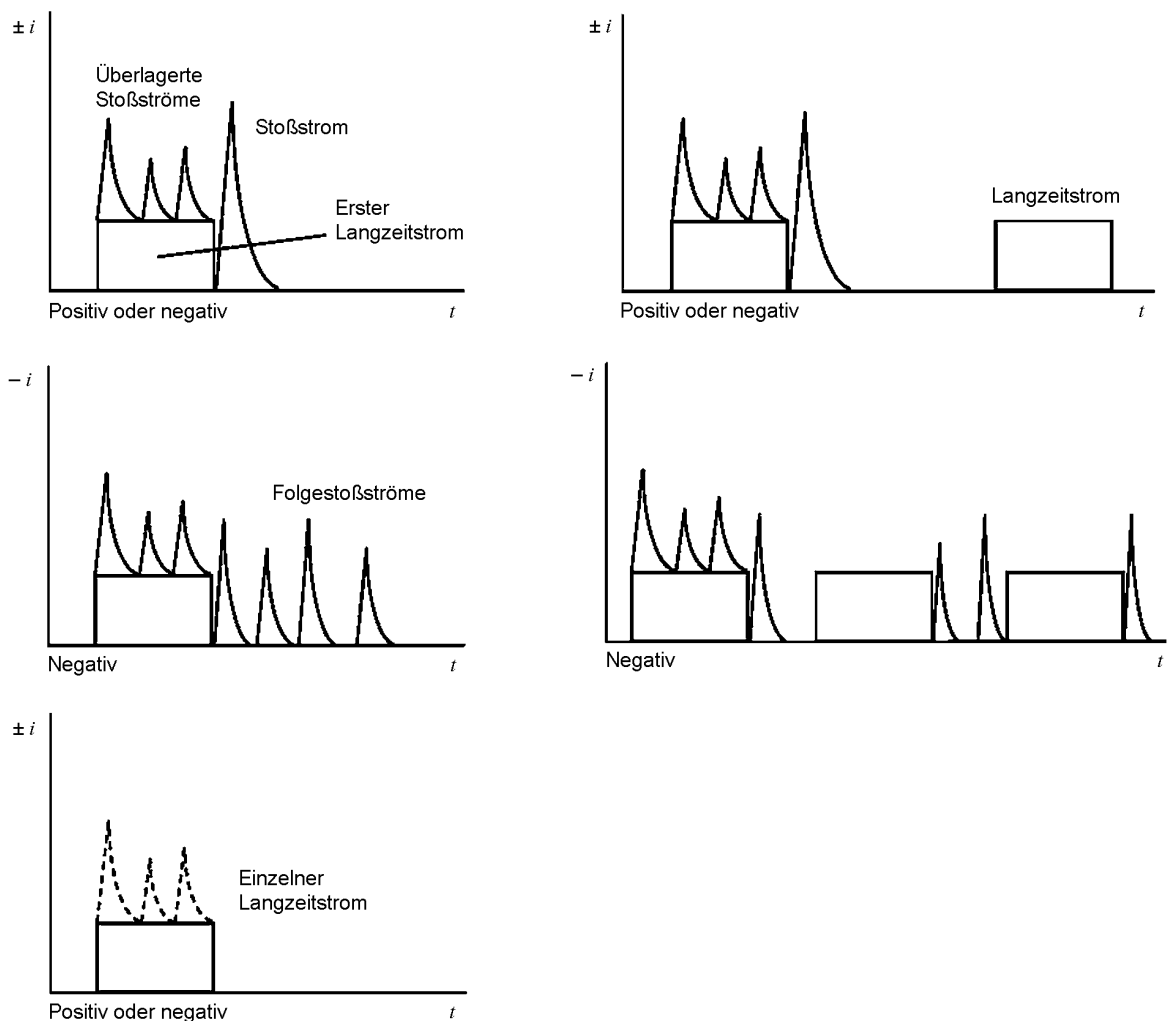 ± i
Überlagerte
Stoßströme
Stoßstrom
Erster
Langzeitstrom
Positiv oder negativ
t
± i
Langzeitstrom
Positiv oder negativ
t
– i
Folgestoßströme
Negativ
t
– i
Negativ
t
± i
Einzelner
Langzeitstrom
Positiv oder negativ
t